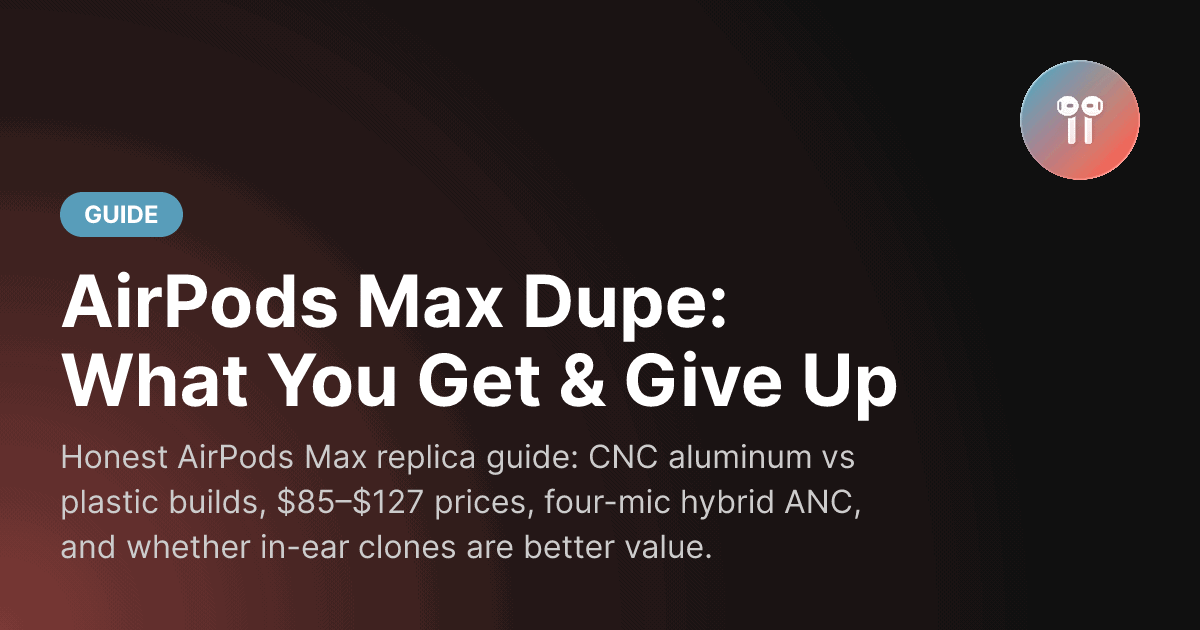 GUIDE
AirPods Max Dupe:
What You Get & Give Up
Honest AirPods Max replica guide: CNC aluminum vs
plastic builds, $85–$127 prices, four-mic hybrid ANC,
and whether in-ear clones are better value.